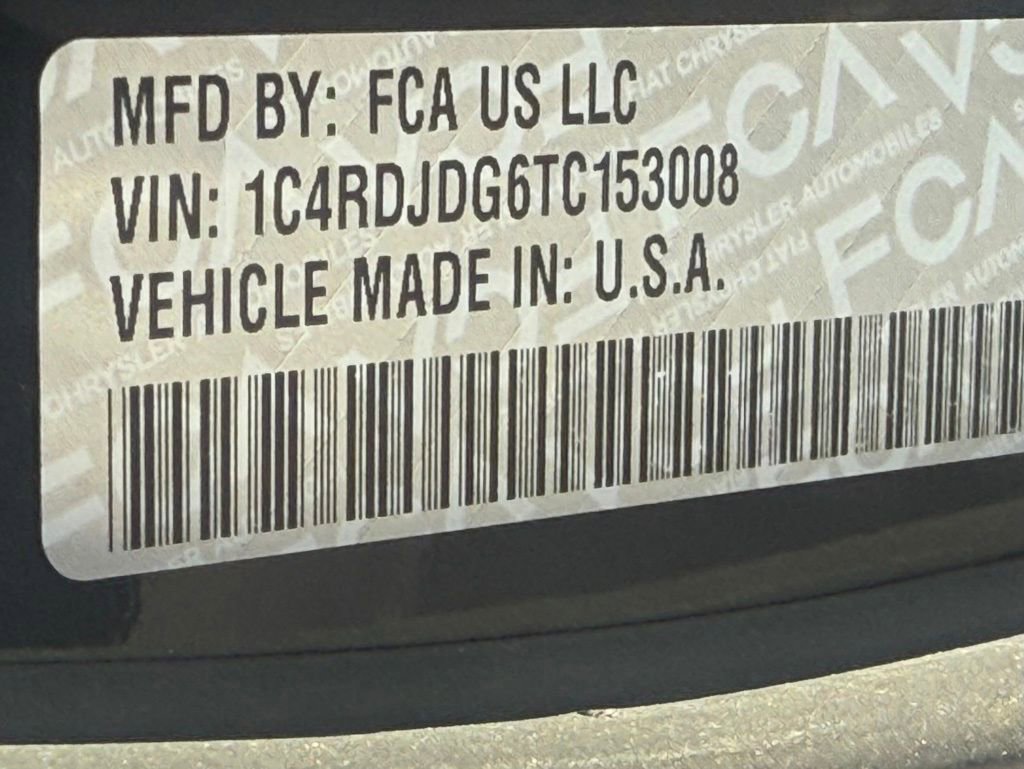 MFD BY: FCA US LLC
VIN: 1C4RDJDG6TC153008
VEHICLE MADE IN: U.S.A.